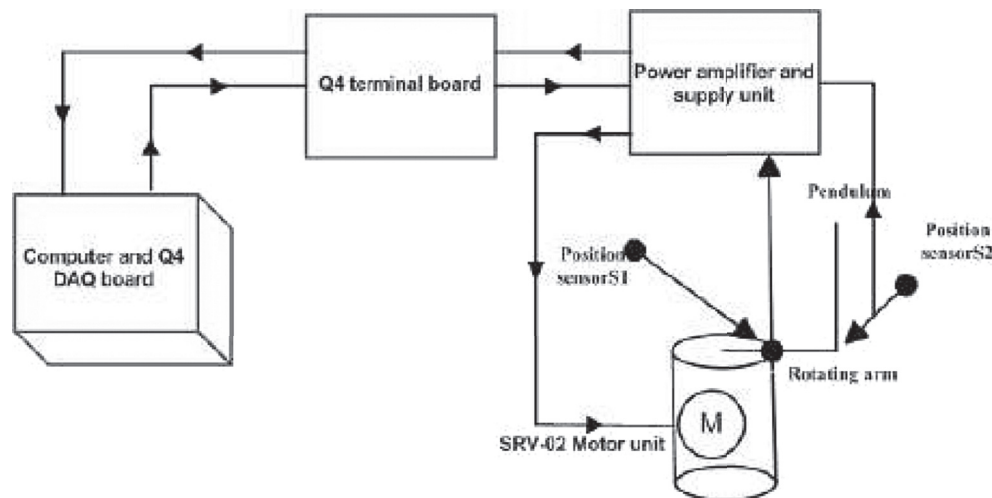 Q4 terminal board
Power amplifier and
supply unit
Computer and Q4
DAQ board
Pendulum
Position
sensorS1
Position
sensorS2
Rotating arm
M
SRV-02 Motor unit